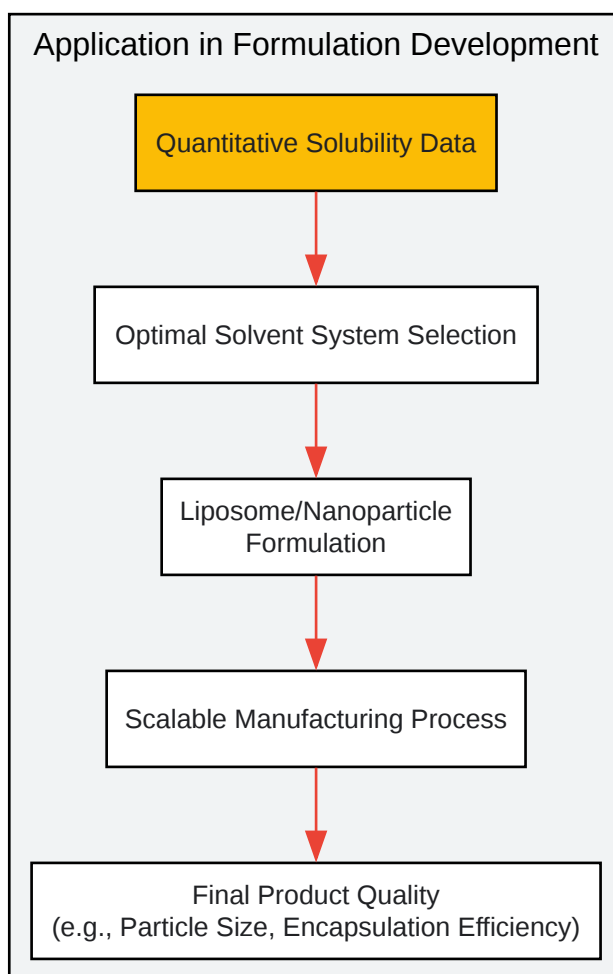 Application in Formulation Development
Quantitative Solubility Data
Optimal Solvent System Selection
Liposome/Nanoparticle
Formulation
Scalable Manufacturing Process
Final Product Quality
(e.g., Particle Size, Encapsulation Efficiency)